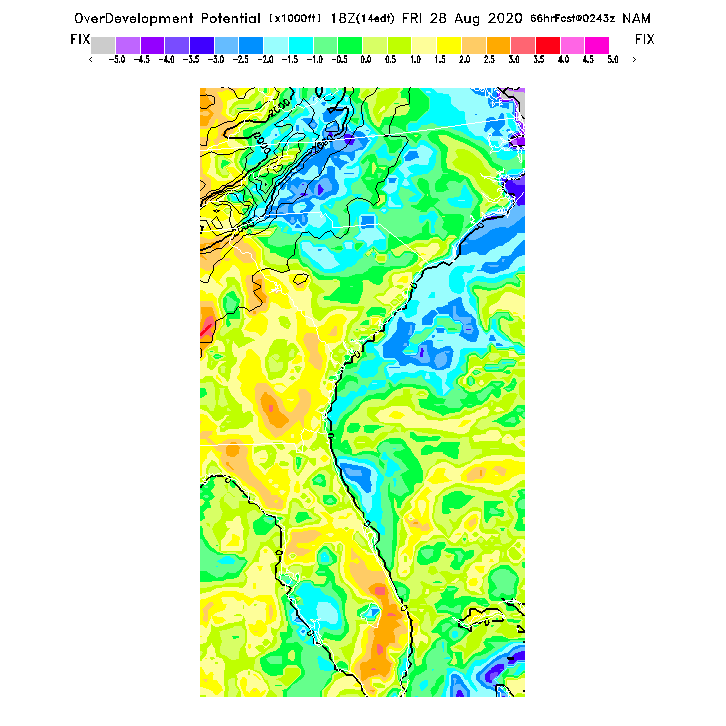 OverDevelopment Potential [x1000ft] 18Z(14edt) FRI 28 Aug 2020 66hrFcst@0243z NAM
FIX FIX
< -5.0 -4.5 -4.0 -3.5 -3.0 -2.5 -2.0 -1.5 -1.0 -0.5 0.0 0.5 1.0 1.5 2.0 2.5 3.0 3.5 4.0 4.5 5.0 >
2000
2000